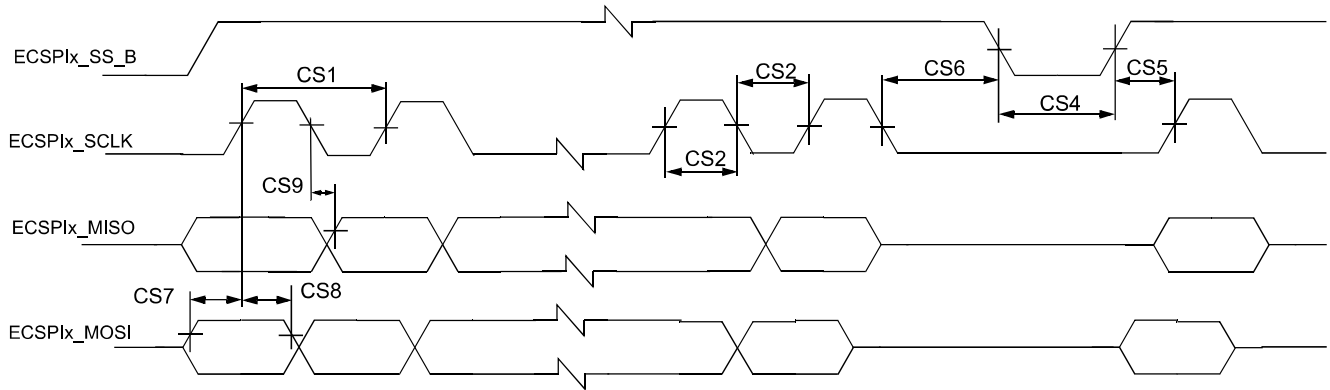 ECSPIx_SS_B
CS1
CS2
CS6
CS5
CS4
ECSPIx_SCLK
CS2
CS9
ECSPIx_MISO
CS7
CS8
ECSPIx_MOSI